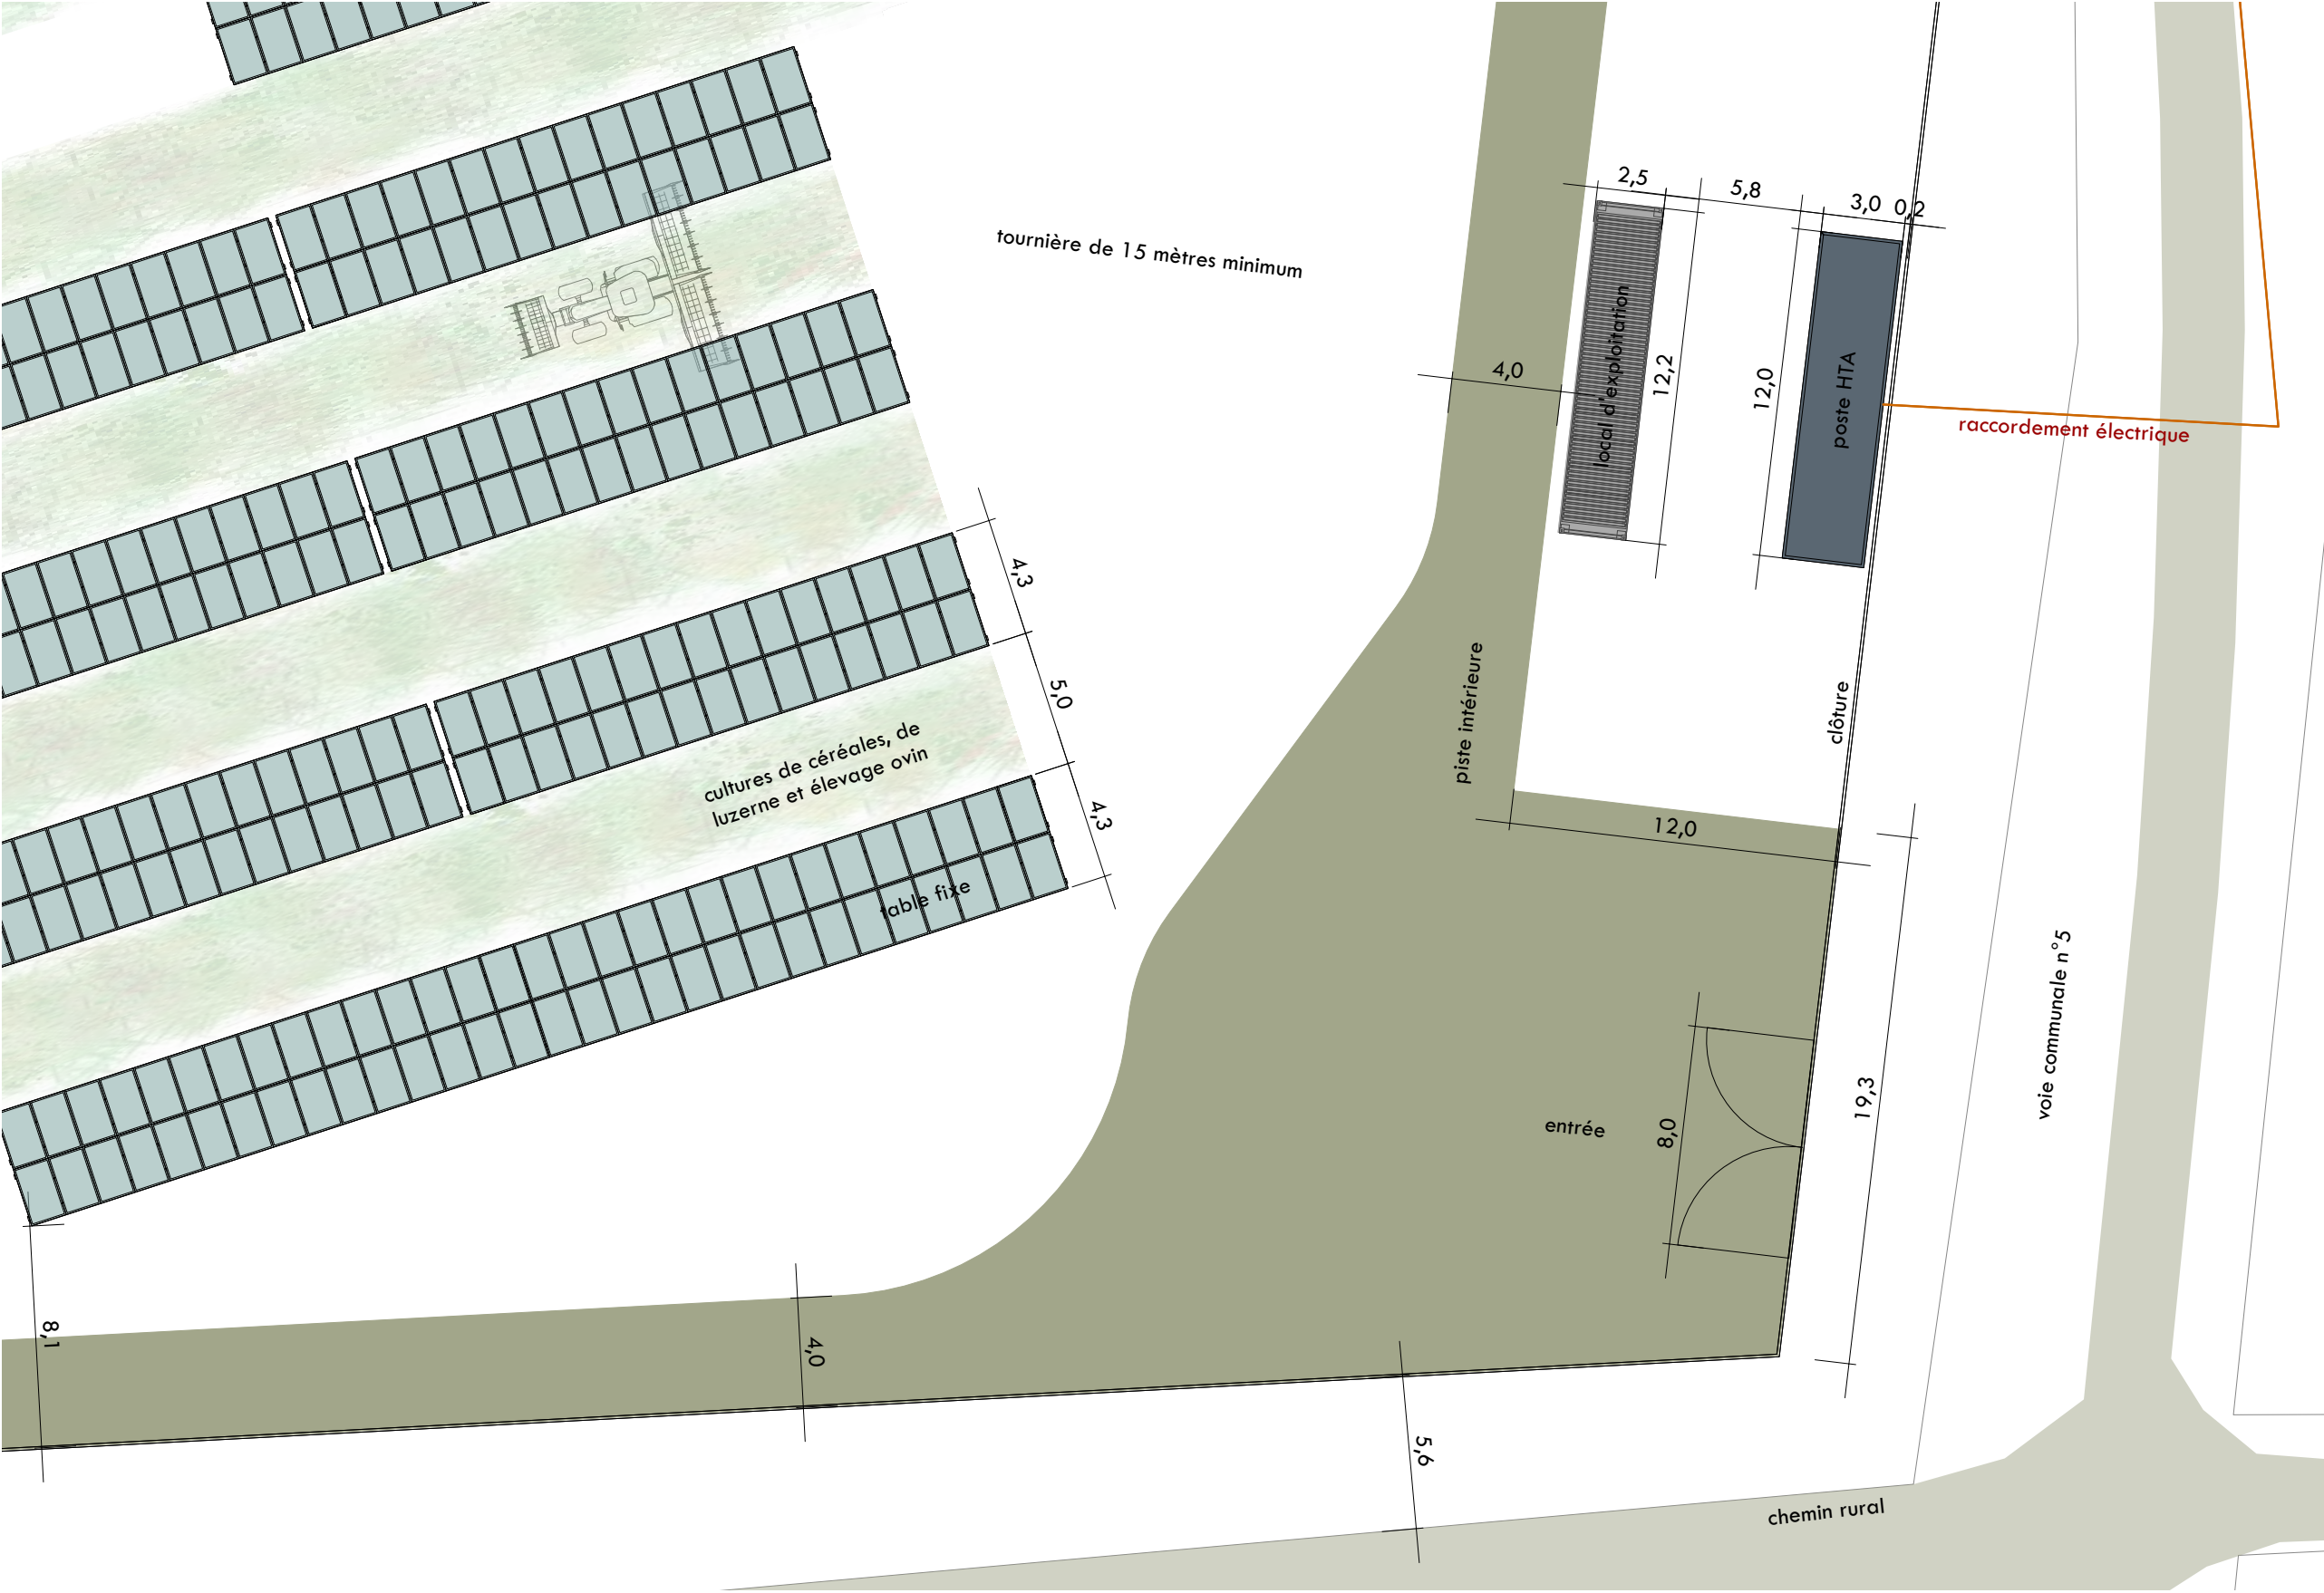 2,5
5,8
3,0
0,2
tournière de 15 mètres minimum
local d'exploitation
12,2
12,0
poste HTA
4,0
raccordement électrique
4,3
5,0
4,3
piste intérieure
clôture
cultures de céréales, de
luzerne et élevage ovin
table fixe
12,0
voie communale n°5
entrée
8,0
19,3
8,1
4,0
5,6
chemin rural